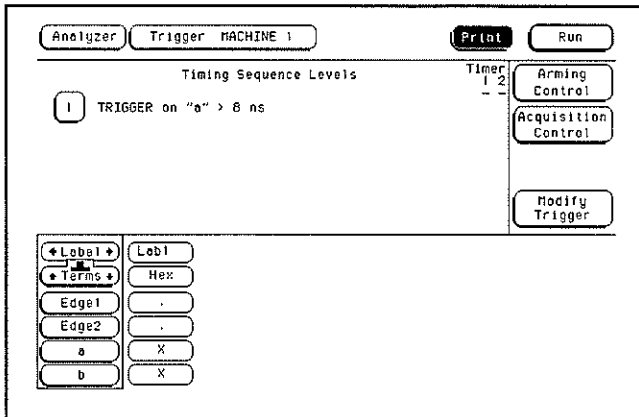 Analyzer Trigger MACHINE 1 Print Run
Timing Sequence Levels
Timer
1 2
- -
Arming
Control
1 TRIGGER on "a" > 8 ns
Acquisition
Control
Modify
Trigger
Label Lab1
Terms Hex
Edge1 .
Edge2 .
a X
b X